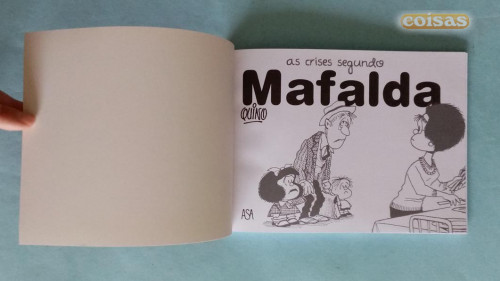 coisas
as crises segundo
Mafalda
QUINO
ASA